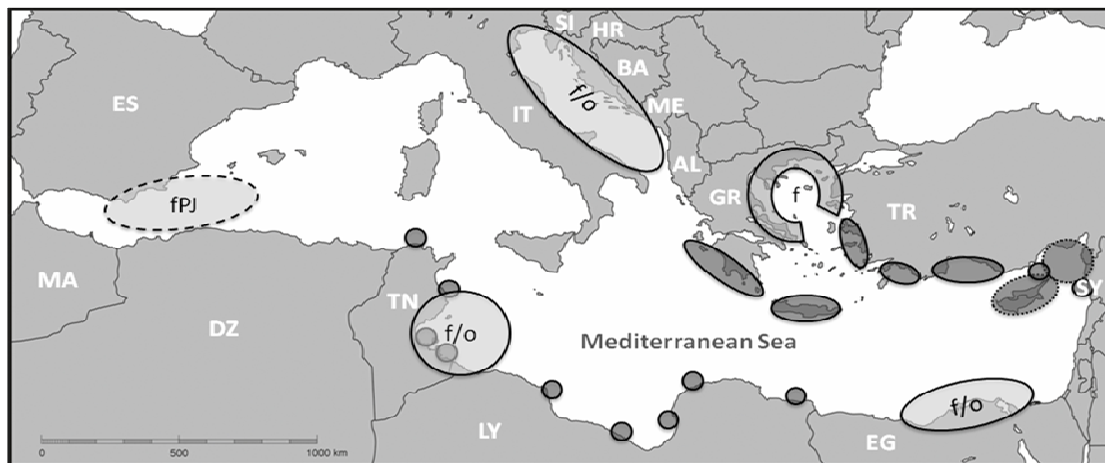 SI
HR
BA
ES
f/o
IT
ME
AL
fPJ
GR
f
TR
MA
TN
SY
DZ
f/o
Mediterranean Sea
f/o
LY
EG
0 500 1000 km